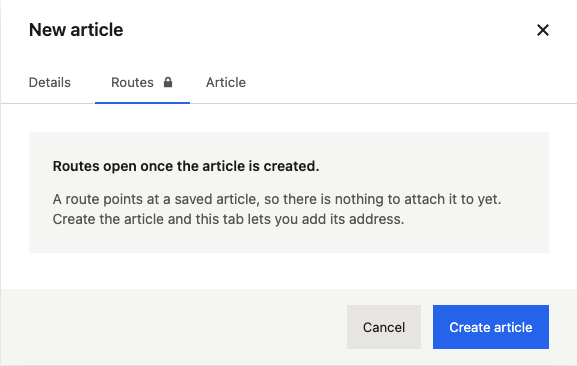 New article
Details
Routes
Article
Routes open once the article is created.
A route points at a saved article, so there is nothing to attach it to yet.
Create the article and this tab lets you add its address.
Cancel
Create article